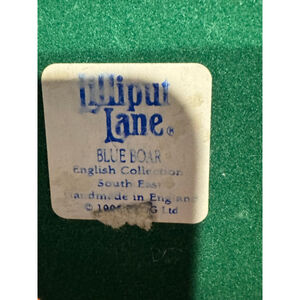 Lilliput
Lane®
BLUE BOAR
English Collection
South East
Handmade in England
© Ltd